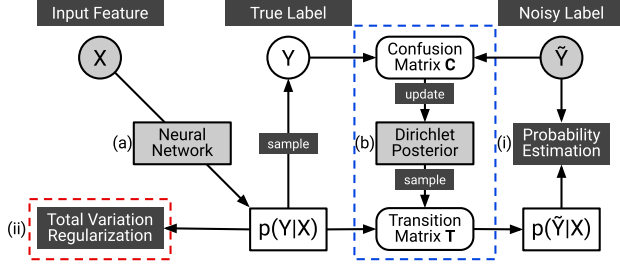 Input Feature
True Label
Noisy Label
X
Y
Confusion
Matrix C
Ỹ
update
(a)
Neural
Network
sample
(b)
Dirichlet
Posterior
(i)
Probability
Estimation
sample
(ii)
Total Variation
Regularization
p(Y|X)
Transition
Matrix T
p(Ỹ|X)